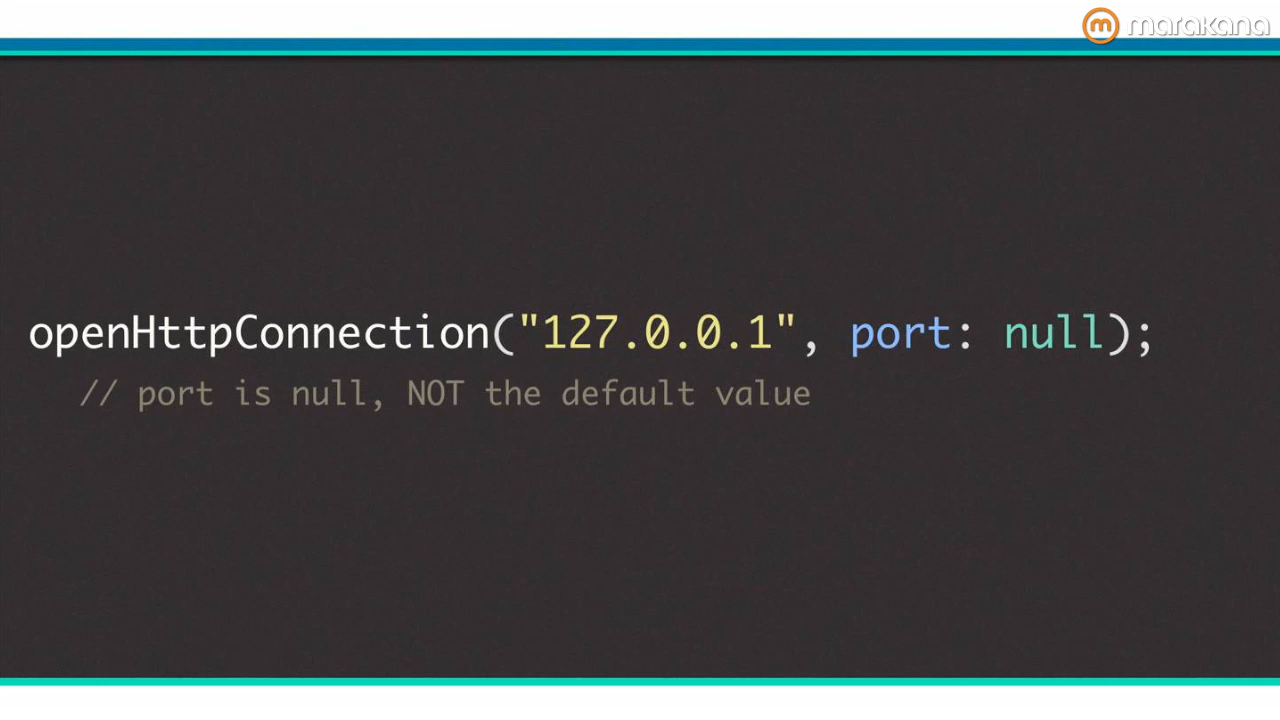 marakana
openHttpConnection("127.0.0.1", port: null);
// port is null, NOT the default value